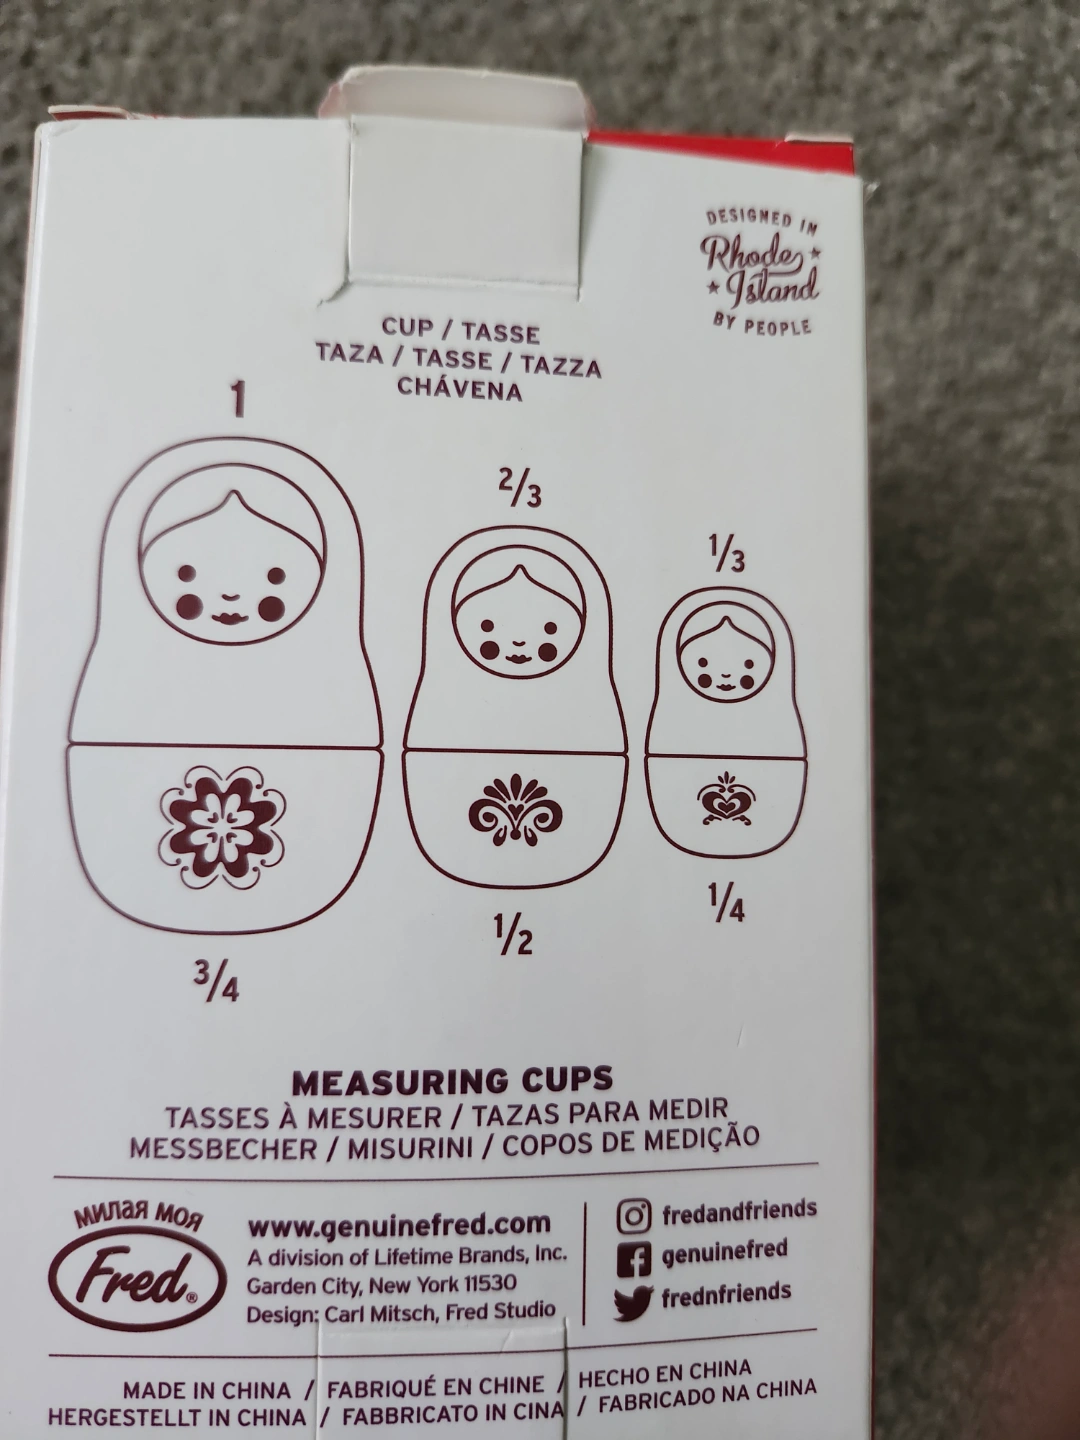 DESIGNED IN
Rhode
Island
BY PEOPLE
CUP / TASSE
TAZA / TASSE / TAZZA
CHÁVENA
1
2/3
1/3
3/4
1/2
1/4
MEASURING CUPS
TASSES À MESURER / TAZAS PARA MEDIR
MESSBECHER / MISURINI / COPOS DE MEDIÇÃO
МИЛАЯ МОЯ
Fred®
www.genuinefred.com
A division of Lifetime Brands, Inc.
Garden City, New York 11530
Design: Carl Mitsch, Fred Studio
fredandfriends
genuinefred
frednfriends
MADE IN CHINA / FABRIQUÉ EN CHINE / HECHO EN CHINA
HERGESTELLT IN CHINA / FABBRICATO IN CINA / FABRICADO NA CHINA